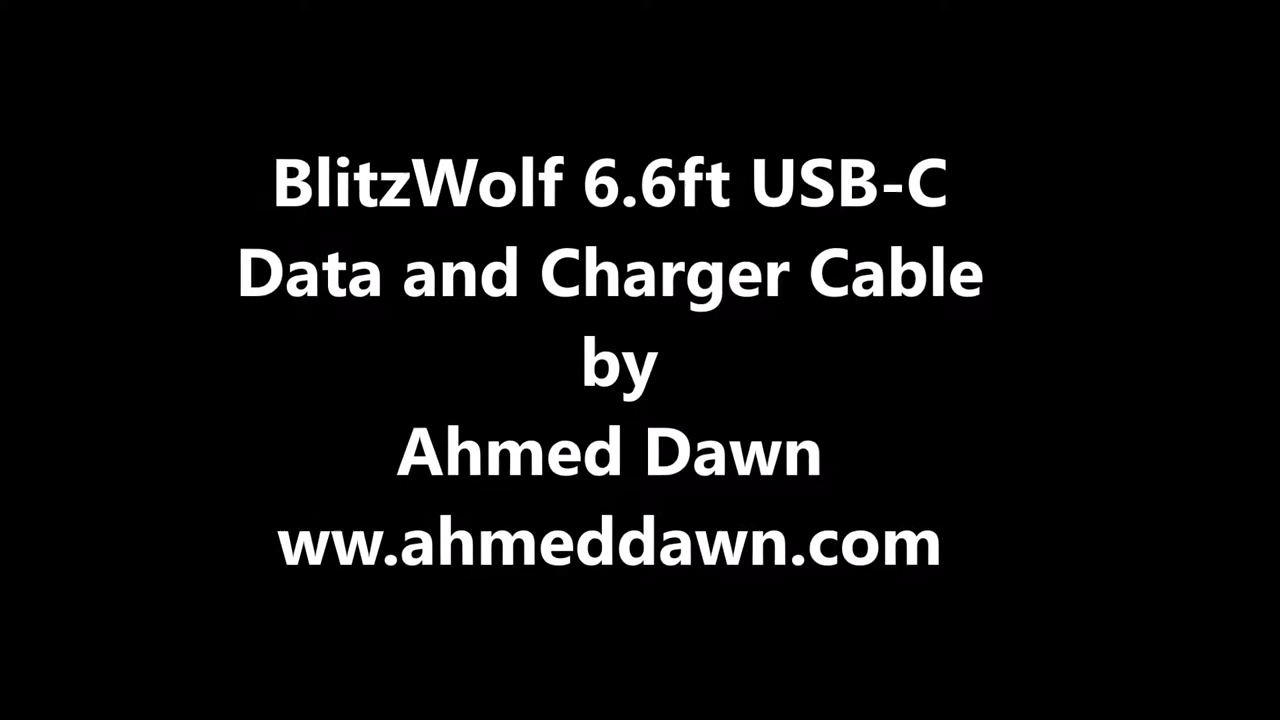 BlitzWolf 6.6ft USB-C
Data and Charger Cable
by
Ahmed Dawn
ww.ahmeddawn.com